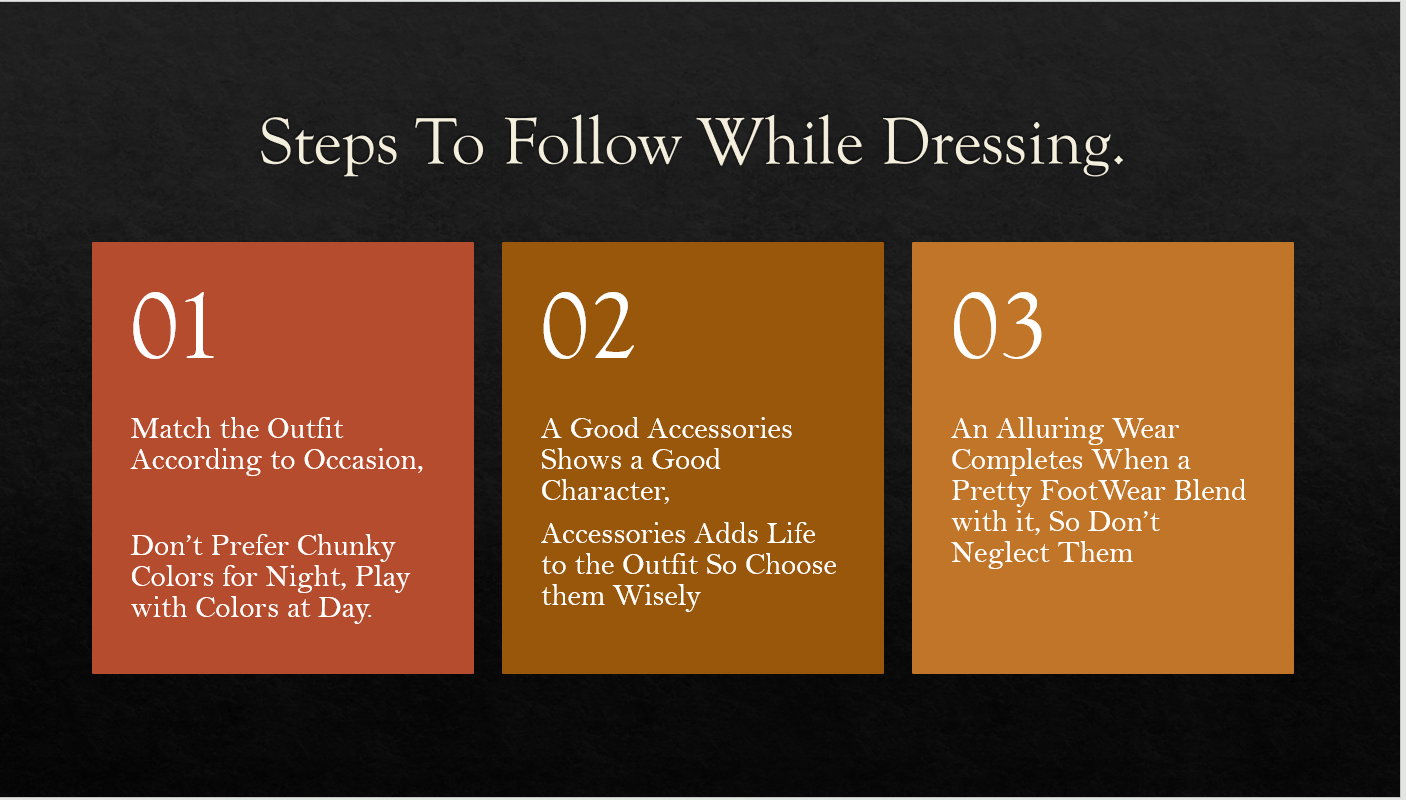 Steps To Follow While Dressing.
01
Match the Outfit
According to Occasion,
Don’t Prefer Chunky
Colors for Night, Play
with Colors at Day.
02
A Good Accessories
Shows a Good
Character,
Accessories Adds Life
to the Outfit So Choose
them Wisely
03
An Alluring Wear
Completes When a
Pretty FootWear Blend
with it, So Don’t
Neglect Them